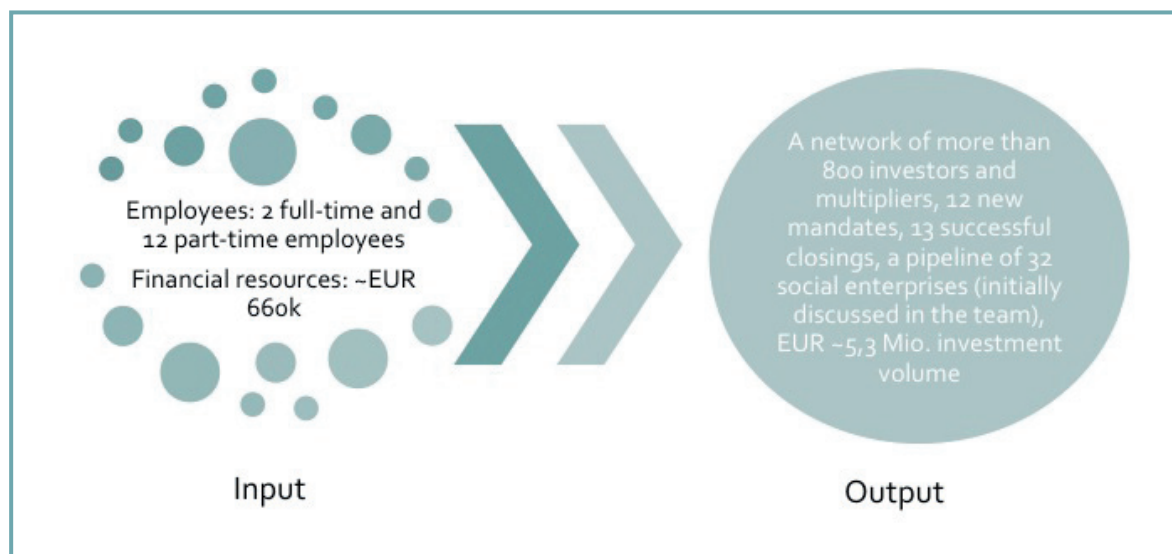 Employees: 2 full-time and
12 part-time employees
Financial resources: ~EUR
660k
Input
A network of more than
800 investors and
multipliers, 12 new
mandates, 13 successful
closings, a pipeline of 32
social enterprises (initially
discussed in the team),
EUR ~5,3 Mio. investment
volume
Output